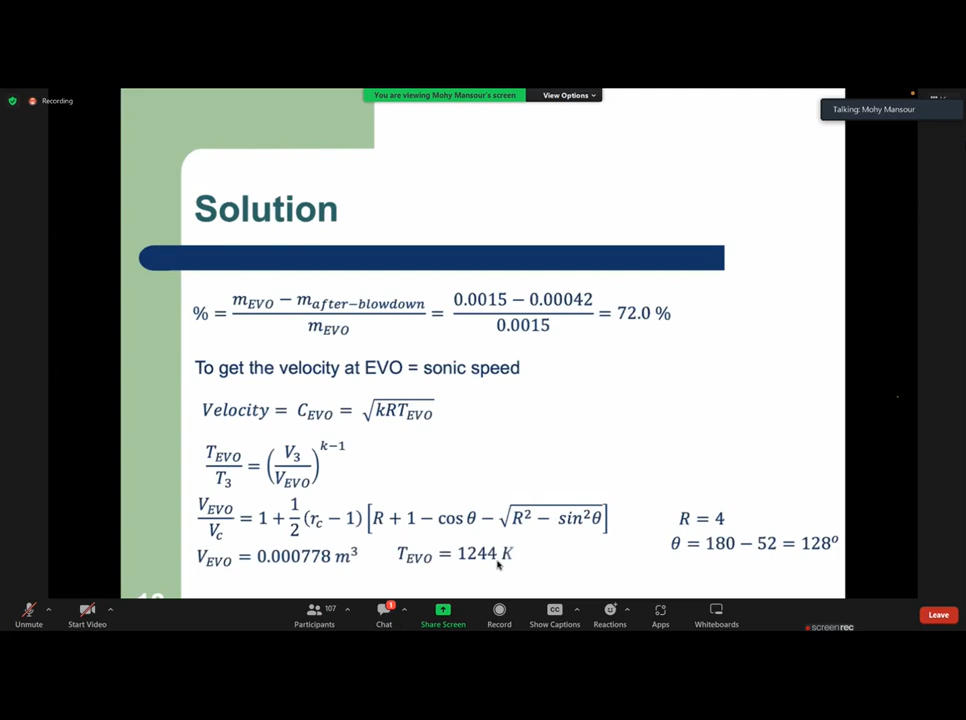 Recording
You are viewing Mohy Mansour's screen
View Options
Talking: Mohy Mansour
Solution
% = (m_EVO − m_after−blowdown) / m_EVO = (0.0015 − 0.00042) / 0.0015 = 72.0 %
To get the velocity at EVO = sonic speed
Velocity = C_EVO = √(kRT_EVO)
T_EVO / T_3 = (V_3 / V_EVO)^(k−1)
V_EVO / V_c = 1 + 1/2 (r_c − 1) [R + 1 − cos θ − √(R² − sin²θ)]
R = 4
θ = 180 − 52 = 128°
V_EVO = 0.000778 m³ T_EVO = 1244 K
107
1
CC
Unmute
Start Video
Participants
Chat
Share Screen
Record
Show Captions
Reactions
Apps
Whiteboards
Leave
screenrec